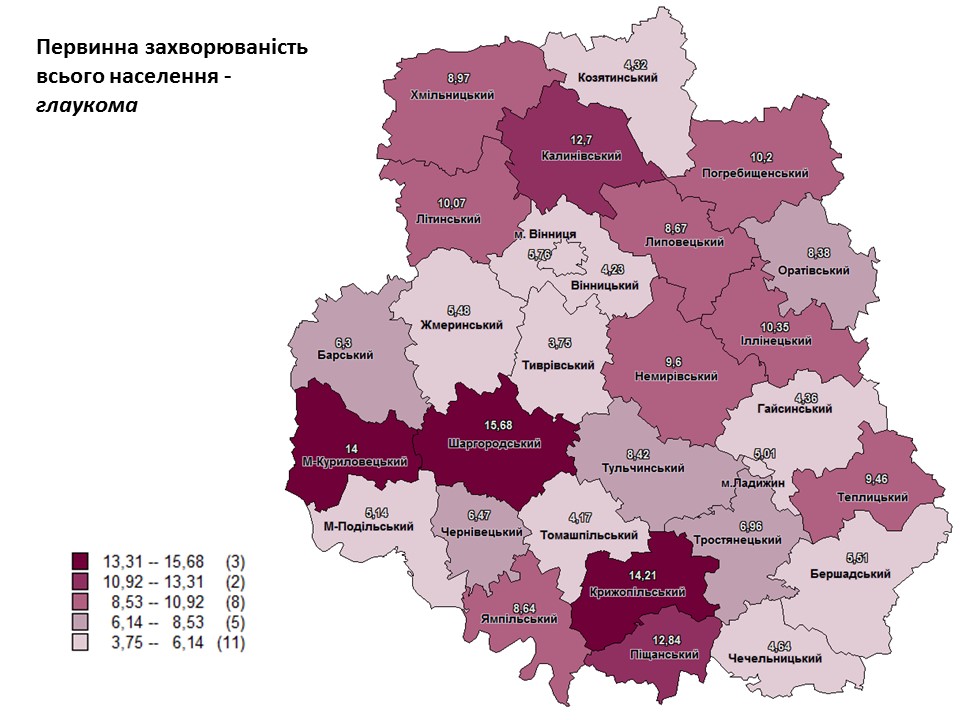 Первинна захворюваність
всього населення -
глаукома
4,32
Козятинський
8,97
Хмільницький
12,7
Калинівський
10,2
Погребищенський
10,07
Літинський
8,67
Липовецький
м. Вінниця
5,76
4,23
Вінницький
8,38
Оратівський
5,48
Жмеринський
6,3
Барський
3,75
Тиврівський
10,35
Іллінецький
9,6
Немирівський
4,36
Гайсинський
15,68
Шаргородський
14
М-Куриловецький
8,42
Тульчинський
5,01
м.Ладижин
9,46
Теплицький
5,14
М-Подільський
6,47
Чернівецький
4,17
Томашпільський
6,96
Тростянецький
5,51
Бершадський
14,21
Крижопільський
8,64
Ямпільський
12,84
Піщанський
4,64
Чечельницький
13,31 -- 15,68 (3)
10,92 -- 13,31 (2)
8,53 -- 10,92 (8)
6,14 -- 8,53 (5)
3,75 -- 6,14 (11)